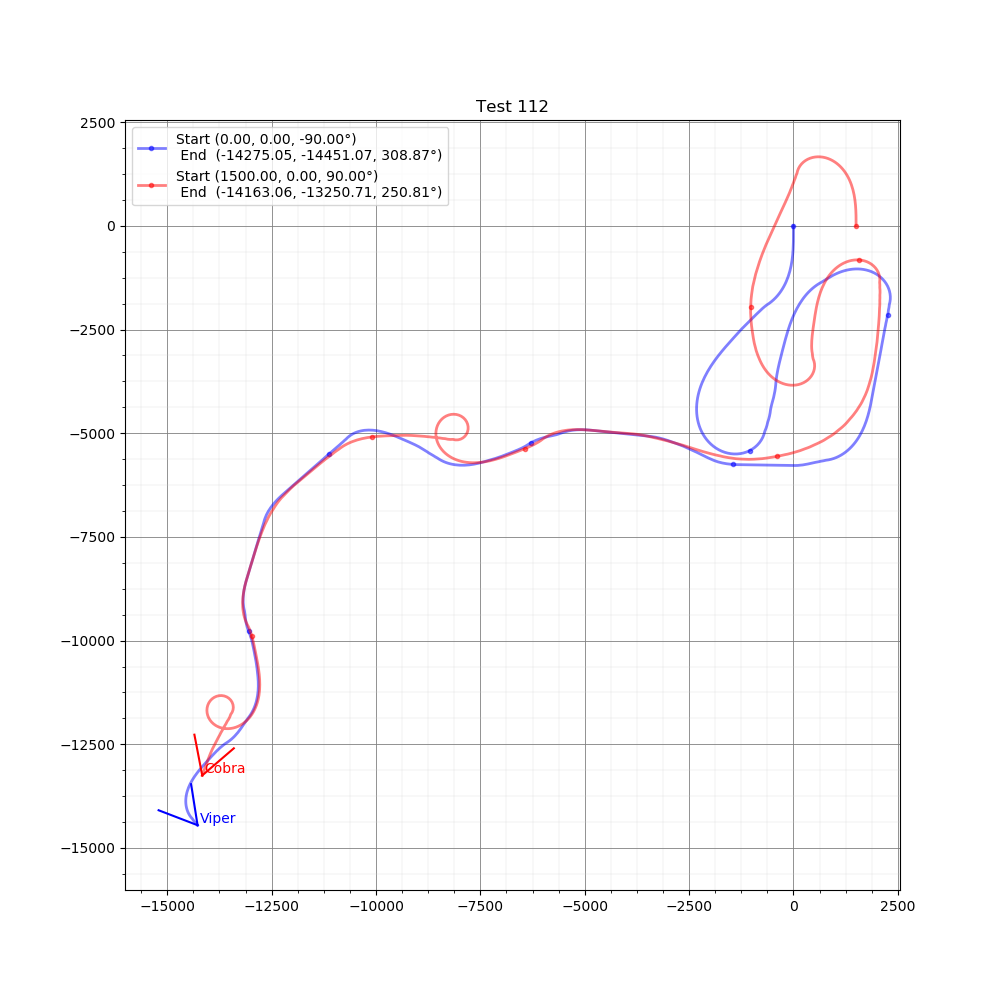 Test 112
Start (0.00, 0.00, -90.00°)
End  (-14275.05, -14451.07, 308.87°)
Start (1500.00, 0.00, 90.00°)
End  (-14163.06, -13250.71, 250.81°)
2500
0
−2500
−5000
−7500
−10000
−12500
−15000
Cobra
Viper
−15000 −12500 −10000 −7500 −5000 −2500 0 2500